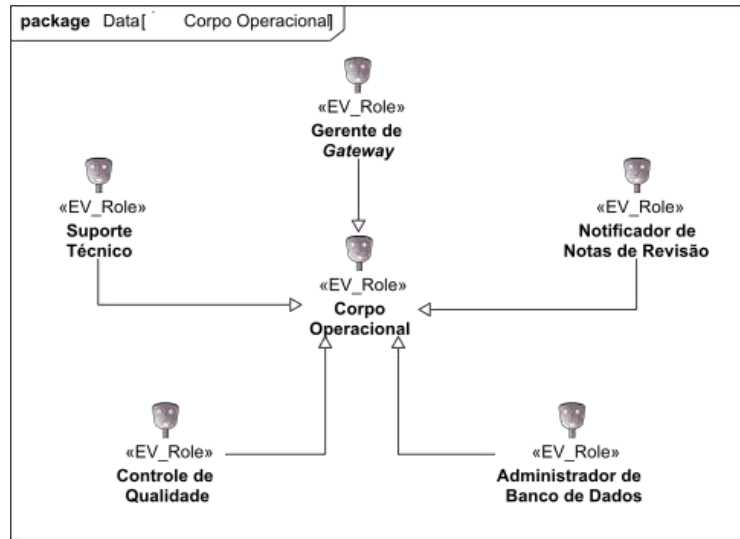 package Data[ Corpo Operacional]
«EV_Role»
Gerente de
Gateway
«EV_Role»
Suporte
Técnico
«EV_Role»
Notificador de
Notas de Revisão
«EV_Role»
Corpo
Operacional
«EV_Role»
Controle de
Qualidade
«EV_Role»
Administrador de
Banco de Dados